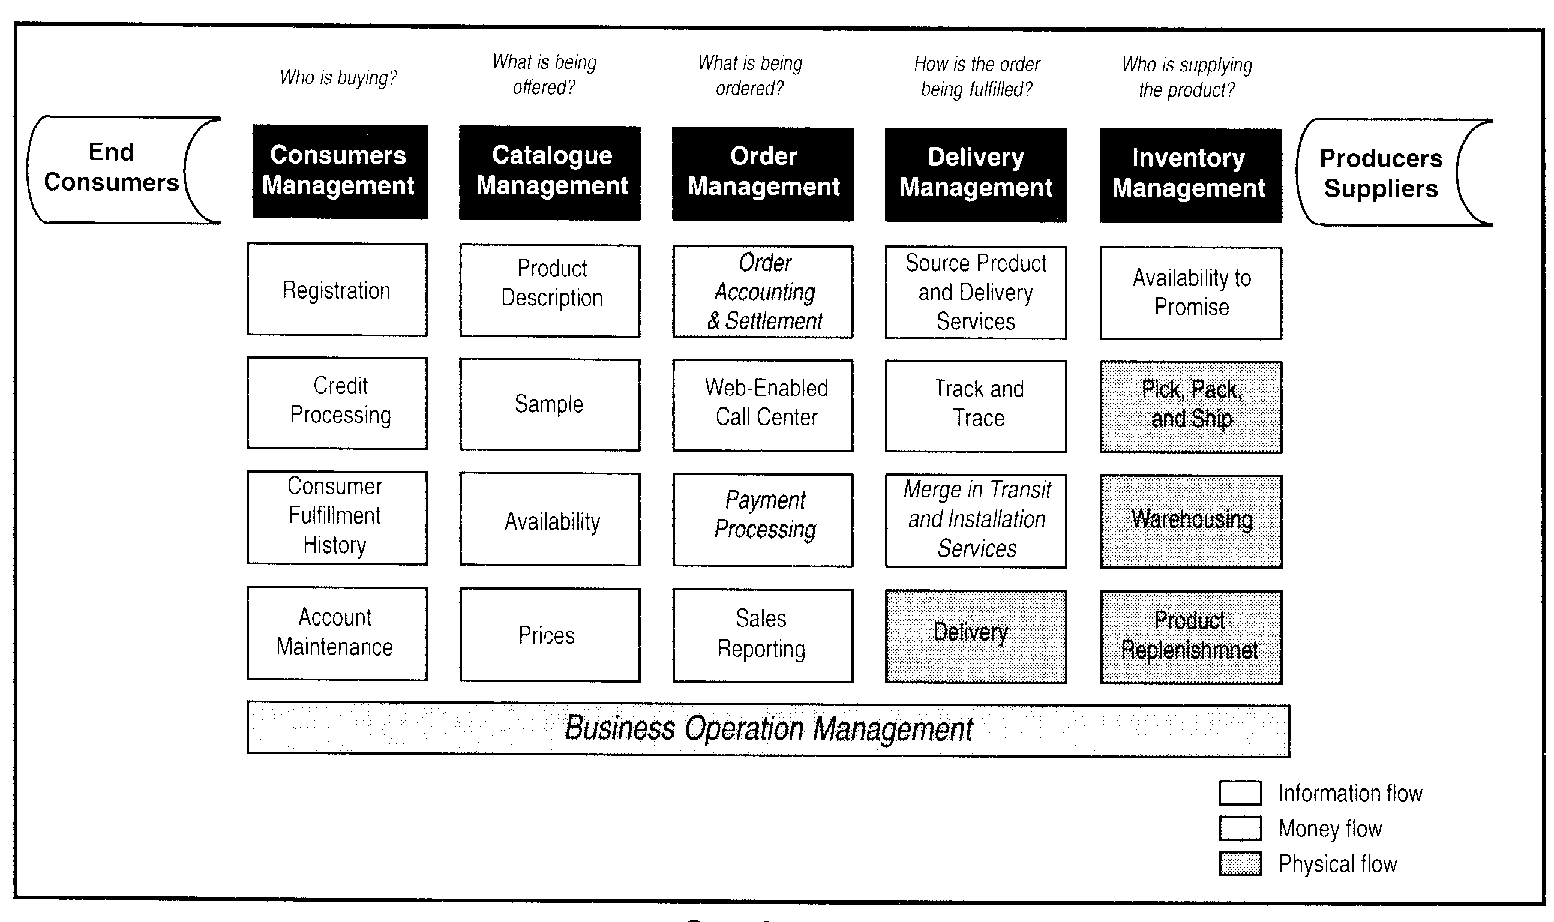 Who is buying?
What is being
offered?
What is being
ordered?
How is the order
being fulfilled?
Who is supplying
the product?
End
Consumers
Consumers
Management
Catalogue
Management
Order
Management
Delivery
Management
Inventory
Management
Producers
Suppliers
Registration
Product
Description
Order
Accounting
& Settlement
Source Product
and Delivery
Services
Availability to
Promise
Credit
Processing
Sample
Web-Enabled
Call Center
Track and
Trace
Pick, Pack,
and Ship
Consumer
Fulfillment
History
Availability
Payment
Processing
Merge in Transit
and Installation
Services
Warehousing
Account
Maintenance
Prices
Sales
Reporting
Delivery
Product
Replenishmnet
Business Operation Management
Information flow
Money flow
Physical flow